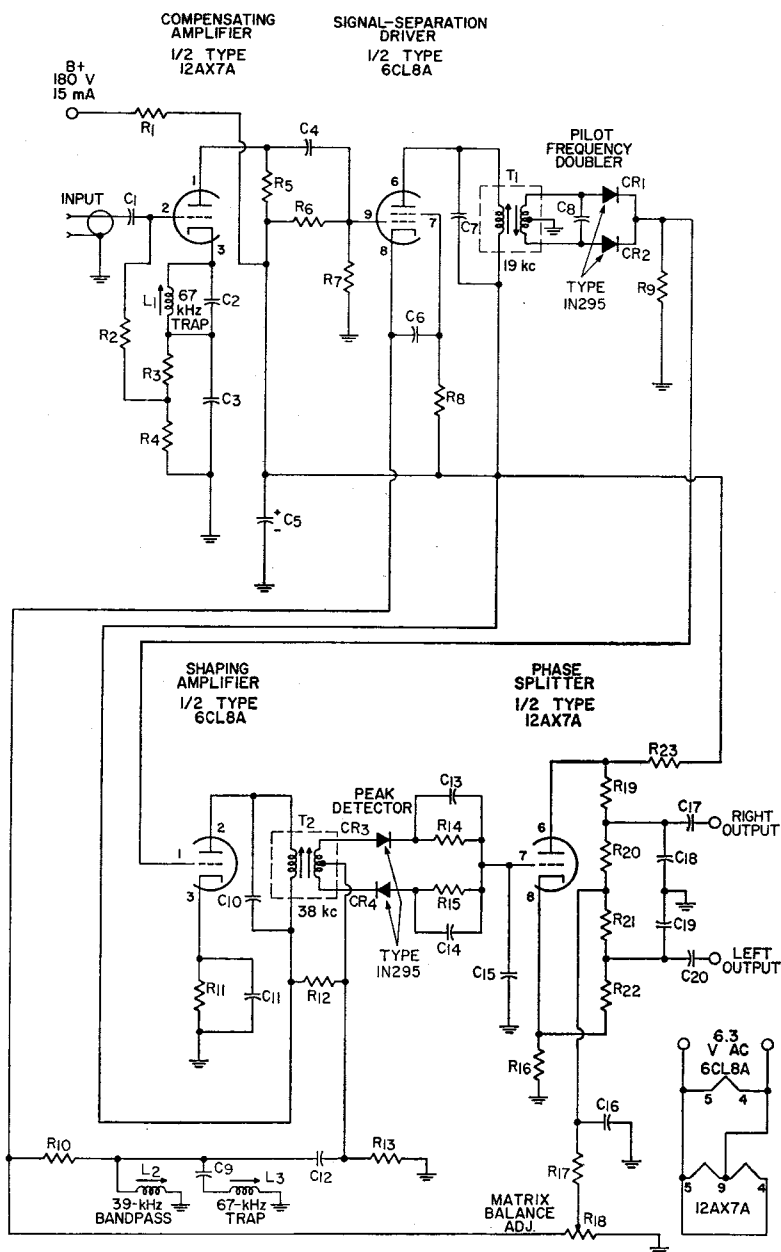 COMPENSATING
AMPLIFIER
1/2 TYPE
12AX7A
SIGNAL-SEPARATION
DRIVER
1/2 TYPE
6CL8A
B+
180 V
15 mA
R1
C4
1
R5
6
T1
PILOT
FREQUENCY
DOUBLER
CR1
INPUT
C1
2
R6
9
7
C7
C8
3
8
CR2
19 kc
L1
67
kHz
TRAP
C2
R7
TYPE
IN295
R9
R2
C6
R3
C3
R8
R4
+
C5
-
SHAPING
AMPLIFIER
1/2 TYPE
6CL8A
PHASE
SPLITTER
1/2 TYPE
12AX7A
R23
C13
R19
PEAK
DETECTOR
2
T2
CR3
R14
6
C17
RIGHT
OUTPUT
1
7
R20
C18
3
C10
CR4
R15
8
R21
C19
38 kc
C14
LEFT
OUTPUT
TYPE
IN295
C15
C20
R11
C11
R12
R22
6.3
V AC
6CL8A
R16
5 4
C16
R10
C12
R13
R17
L2
C9
L3
5 9 4
39-kHz
BANDPASS
67-kHz
TRAP
MATRIX
BALANCE
ADJ.
R18
12AX7A